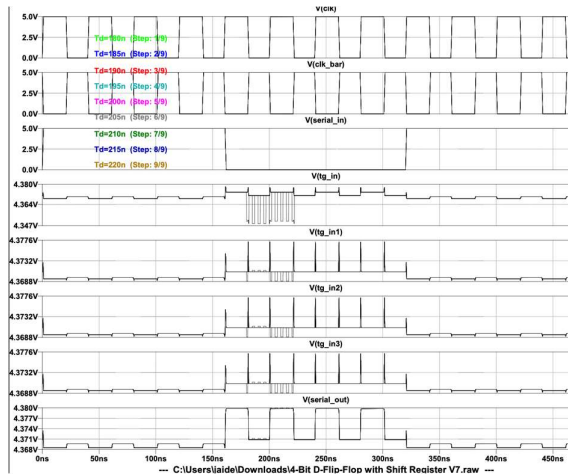 V(clk)
5.0V
2.5V
0.0V
Td=180n (Step: 1/9)
Td=185n (Step: 2/9)
V(clk_bar)
5.0V
2.5V
0.0V
Td=190n (Step: 3/9)
Td=195n (Step: 4/9)
Td=200n (Step: 5/9)
Td=205n (Step: 6/9)
V(serial_in)
5.0V
2.5V
0.0V
Td=210n (Step: 7/9)
Td=215n (Step: 8/9)
Td=220n (Step: 9/9)
V(tg_in)
4.380V
4.364V
4.347V
V(tg_in1)
4.3776V
4.3732V
4.3688V
V(tg_in2)
4.3776V
4.3732V
4.3688V
V(tg_in3)
4.3776V
4.3732V
4.3688V
V(serial_out)
4.380V
4.377V
4.374V
4.371V
4.368V
0ns 50ns 100ns 150ns 200ns 250ns 300ns 350ns 400ns
--- C:\Users\jaide\Downloads\4-Bit D-Flip-Flop with Shift Register V7.raw ---